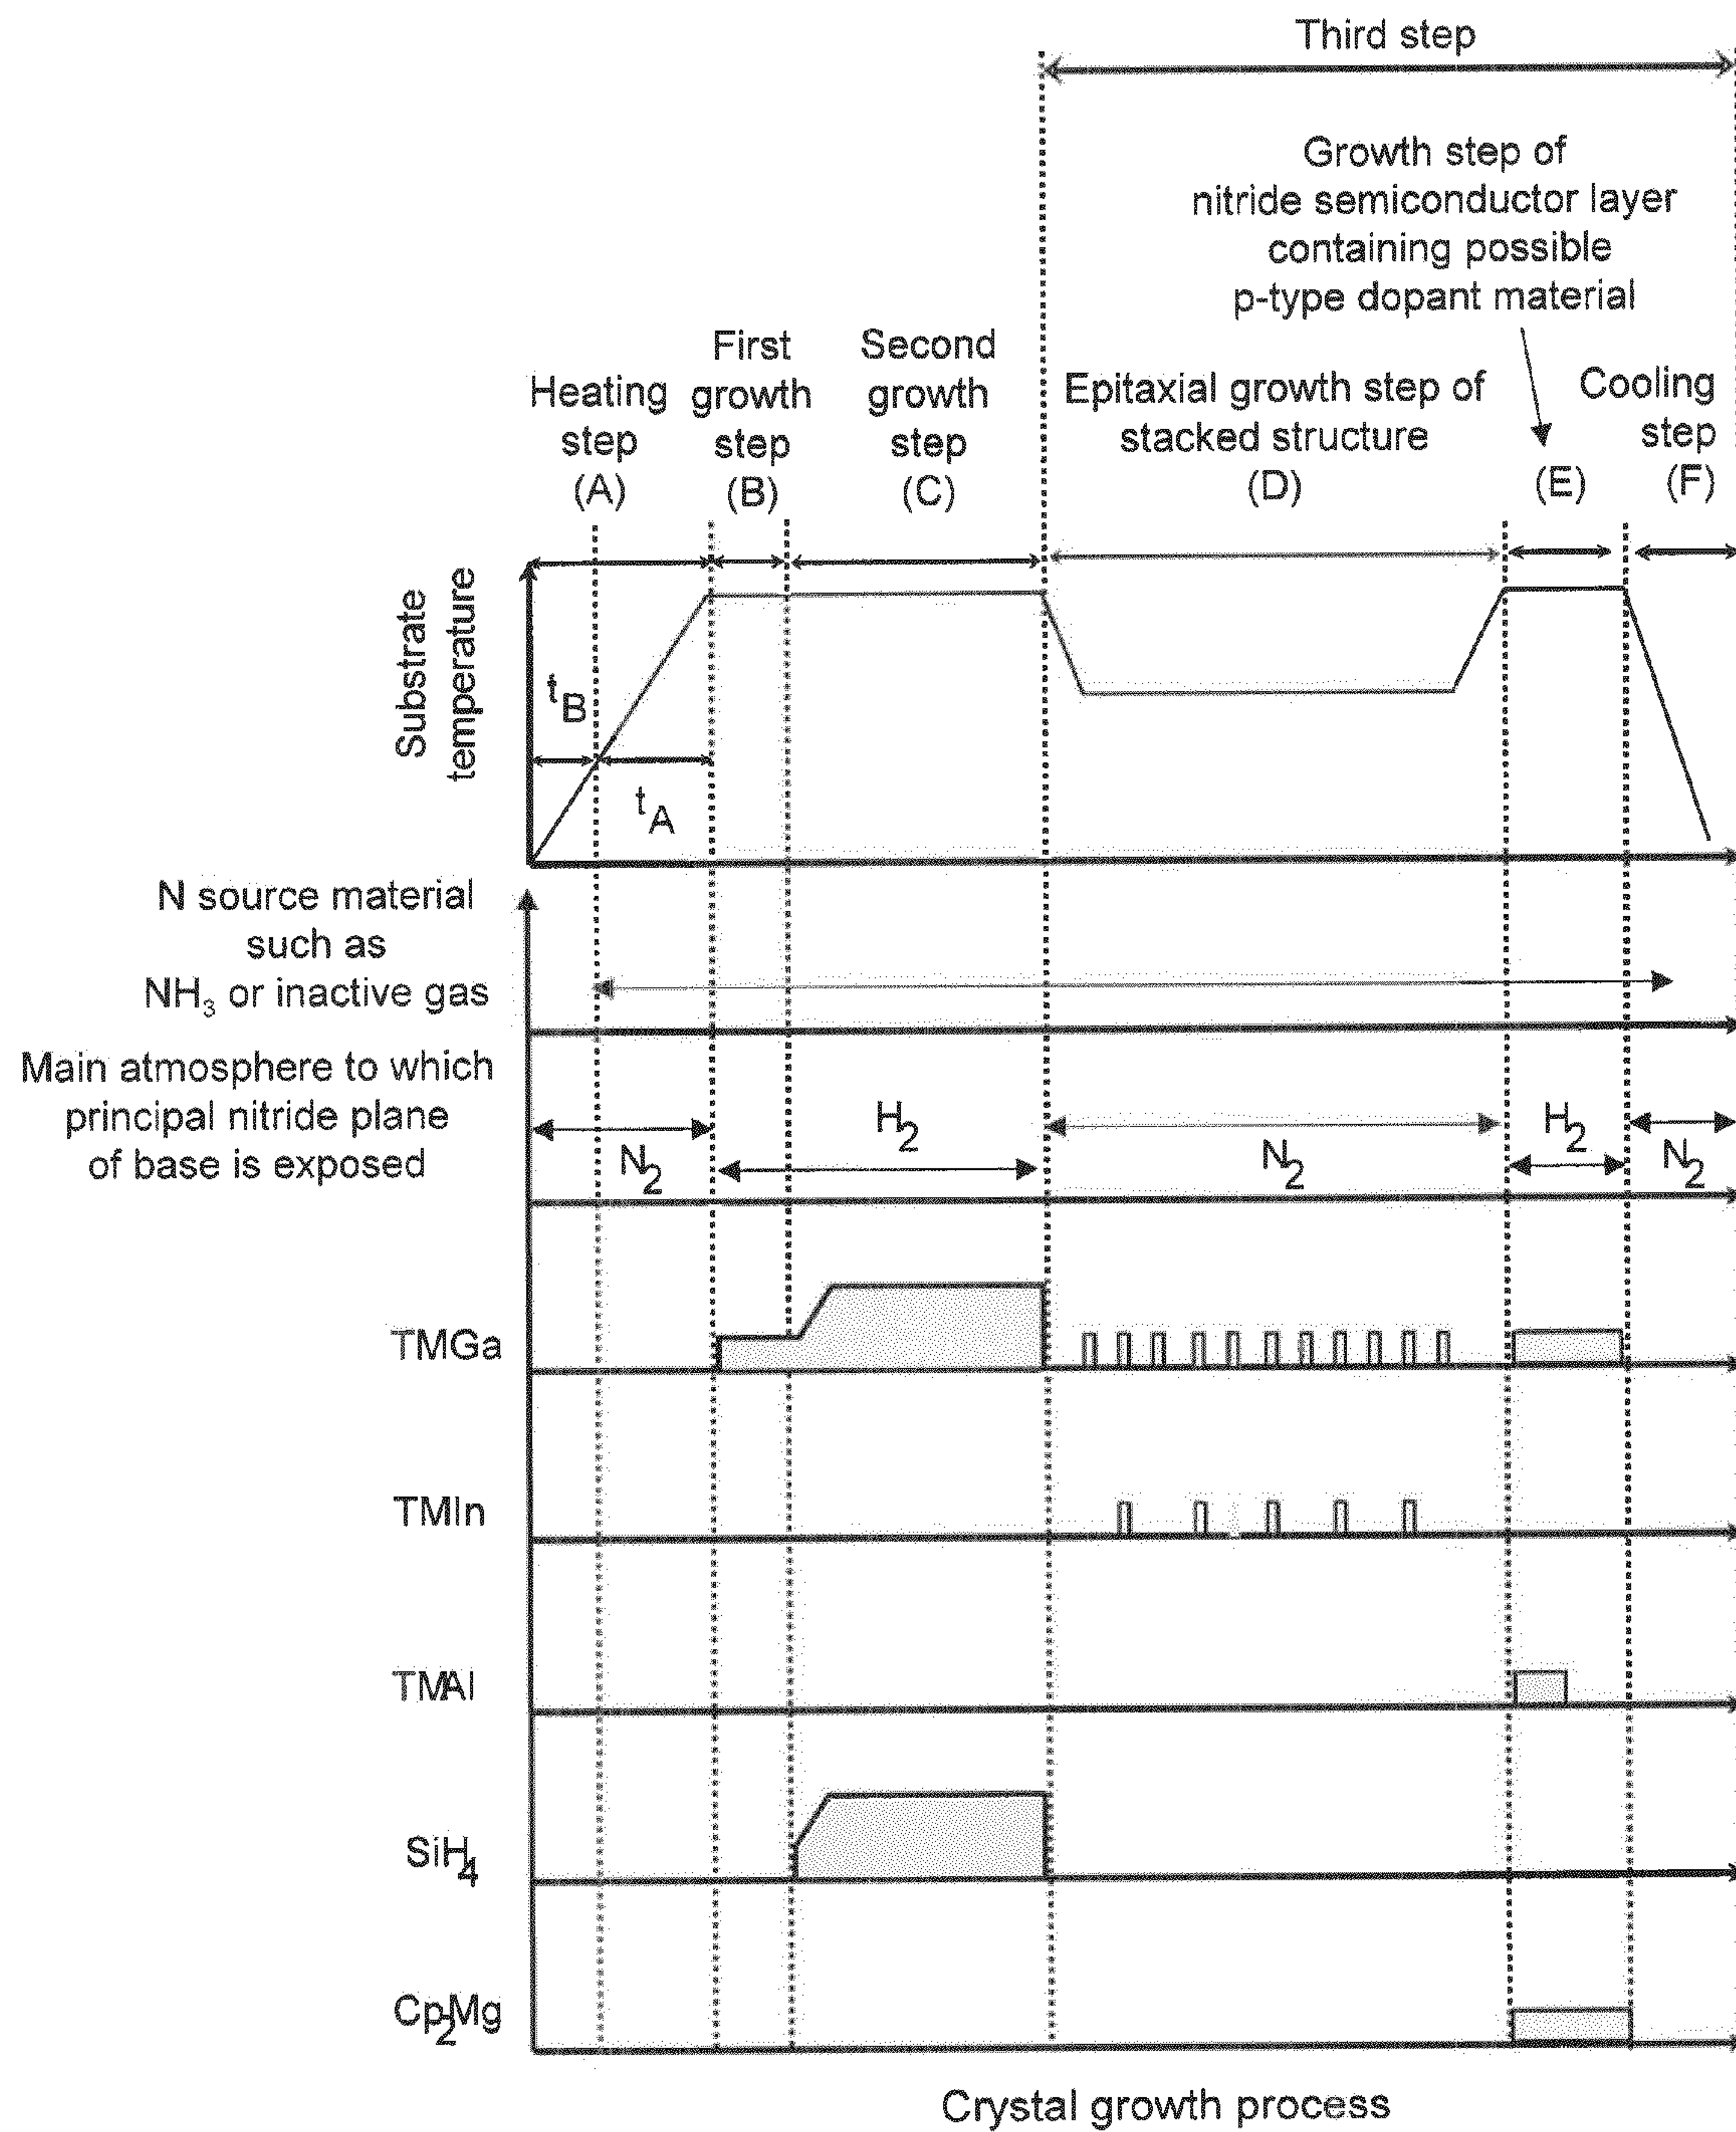 Third step
Growth step of
nitride semiconductor layer
containing possible
p-type dopant material
Heating
step
(A)
First
growth
step
(B)
Second
growth
step
(C)
Epitaxial growth step of
stacked structure
(D)
(E)
Cooling
step
(F)
Substrate
temperature
tB
tA
N source material
such as
NH3 or inactive gas
Main atmosphere to which
principal nitride plane
of base is exposed
N2
H2
N2
H2
N2
TMGa
TMIn
TMAl
SiH4
Cp2Mg
Crystal growth process